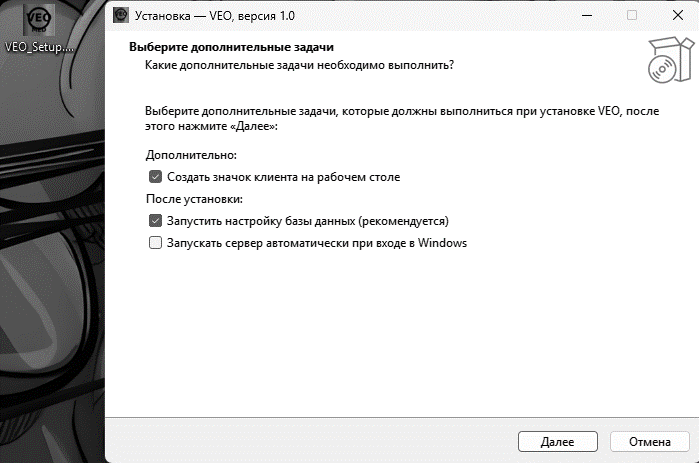 VEO
MED
VEO_Setup....
Установка — VEO, версия 1.0
Выберите дополнительные задачи
Какие дополнительные задачи необходимо выполнить?
Выберите дополнительные задачи, которые должны выполниться при установке VEO, после
этого нажмите «Далее»:
Дополнительно:
Создать значок клиента на рабочем столе
После установки:
Запустить настройку базы данных (рекомендуется)
Запускать сервер автоматически при входе в Windows
Далее
Отмена